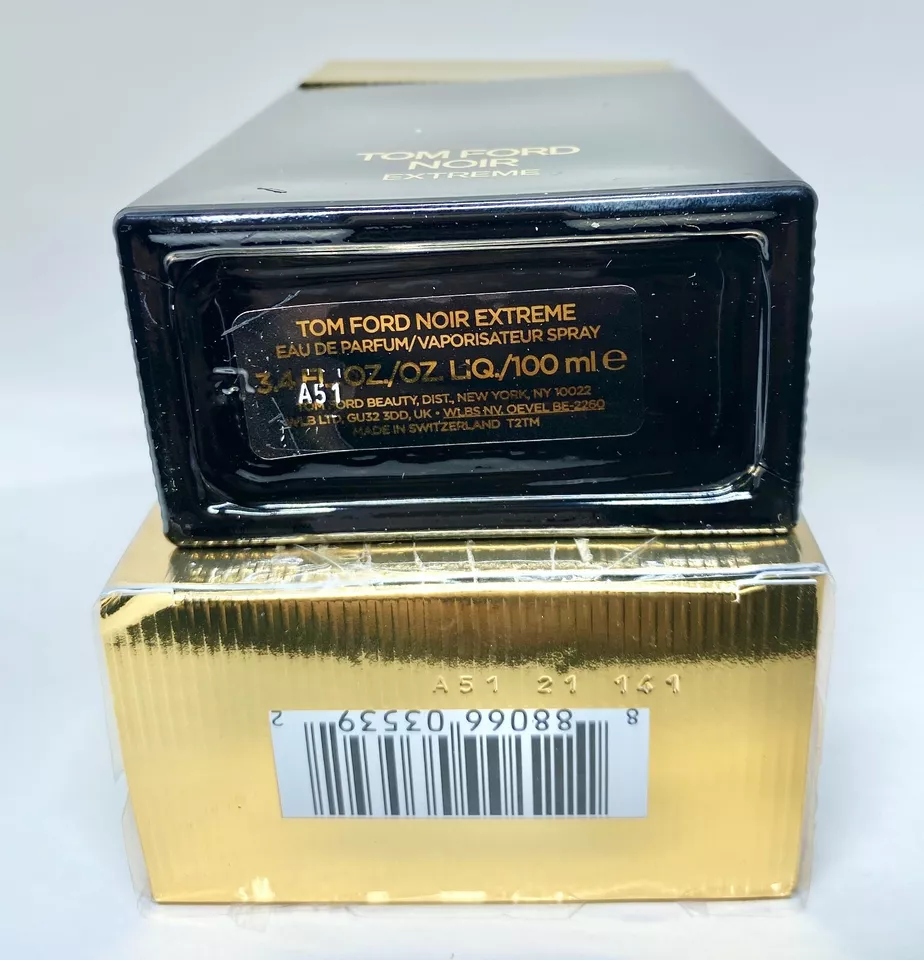 TOM FORD
NOIR
EXTREME
TOM FORD NOIR EXTREME
EAU DE PARFUM/VAPORISATEUR SPRAY
3.4 FL. OZ./OZ. LIQ./100 ml e
A51
TOM FORD BEAUTY, DIST., NEW YORK, NY 10022
WLB LTD, GU32 3DD, UK • WLBS NV. OEVEL BE-2260
MADE IN SWITZERLAND T2TM
A51 21 141
8 88066 03539 2